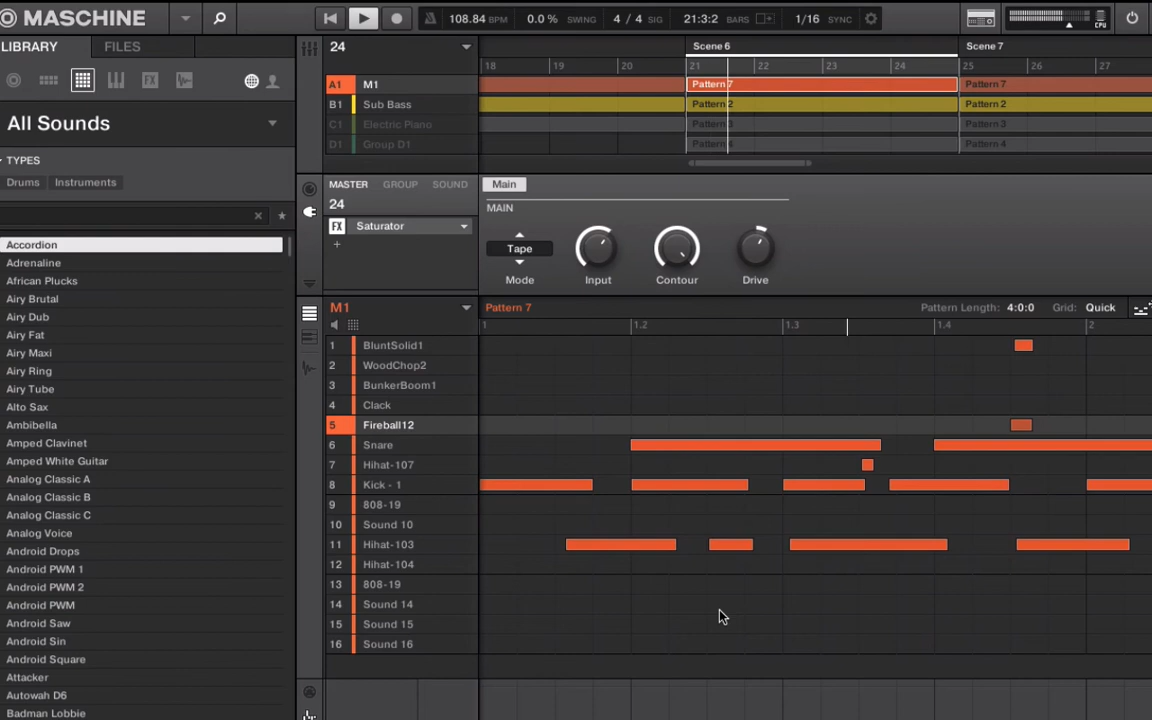 MASCHINE
108.84 BPM 0.0 % SWING 4 / 4 SIG 21:3:2 BARS 1/16 SYNC
CPU
LIBRARY FILES
24
Scene 6 Scene 7
18 19 20 21 22 23 24 25 26 27
A1 M1 Pattern 7 Pattern 7
B1 Sub Bass Pattern 2 Pattern 2
C1 Electric Piano Pattern 3 Pattern 3
D1 Group D1 Pattern 4 Pattern 4
FX
All Sounds
TYPES
Drums Instruments
MASTER GROUP SOUND Main
24
MAIN
FX Saturator
+
Tape
Mode Input Contour Drive
M1 Pattern 7 Pattern Length: 4:0:0 Grid: Quick
1 1.2 1.3 1.4 2
1 BluntSolid1
2 WoodChop2
3 BunkerBoom1
4 Clack
5 Fireball12
6 Snare
7 Hihat-107
8 Kick - 1
9 808-19
10 Sound 10
11 Hihat-103
12 Hihat-104
13 808-19
14 Sound 14
15 Sound 15
16 Sound 16
Accordion
Adrenaline
African Plucks
Airy Brutal
Airy Dub
Airy Fat
Airy Maxi
Airy Ring
Airy Tube
Alto Sax
Ambibella
Amped Clavinet
Amped White Guitar
Analog Classic A
Analog Classic B
Analog Classic C
Analog Voice
Android Drops
Android PWM 1
Android PWM 2
Android PWM
Android Saw
Android Sin
Android Square
Attacker
Autowah D6
Badman Lobbie